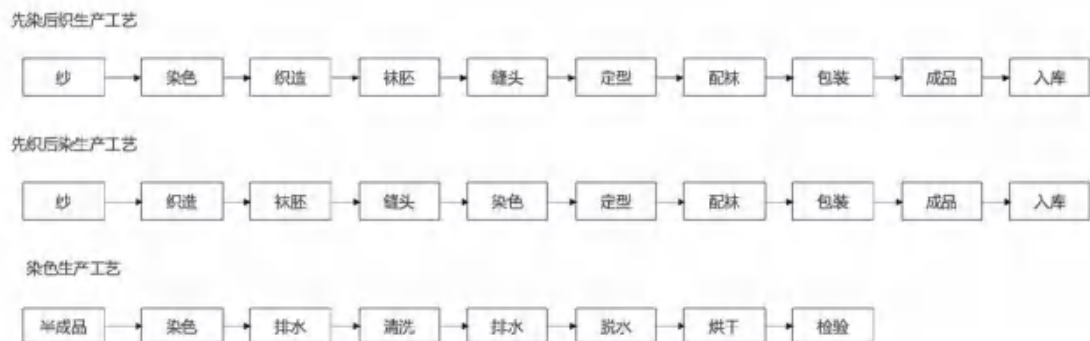 先染后织生产工艺
纱 染色 织造 袜胚 缝头 定型 配袜 包装 成品 入库
先织后染生产工艺
纱 织造 袜胚 缝头 染色 定型 配袜 包装 成品 入库
染色生产工艺
半成品 染色 排水 清洗 排水 脱水 烘干 检验